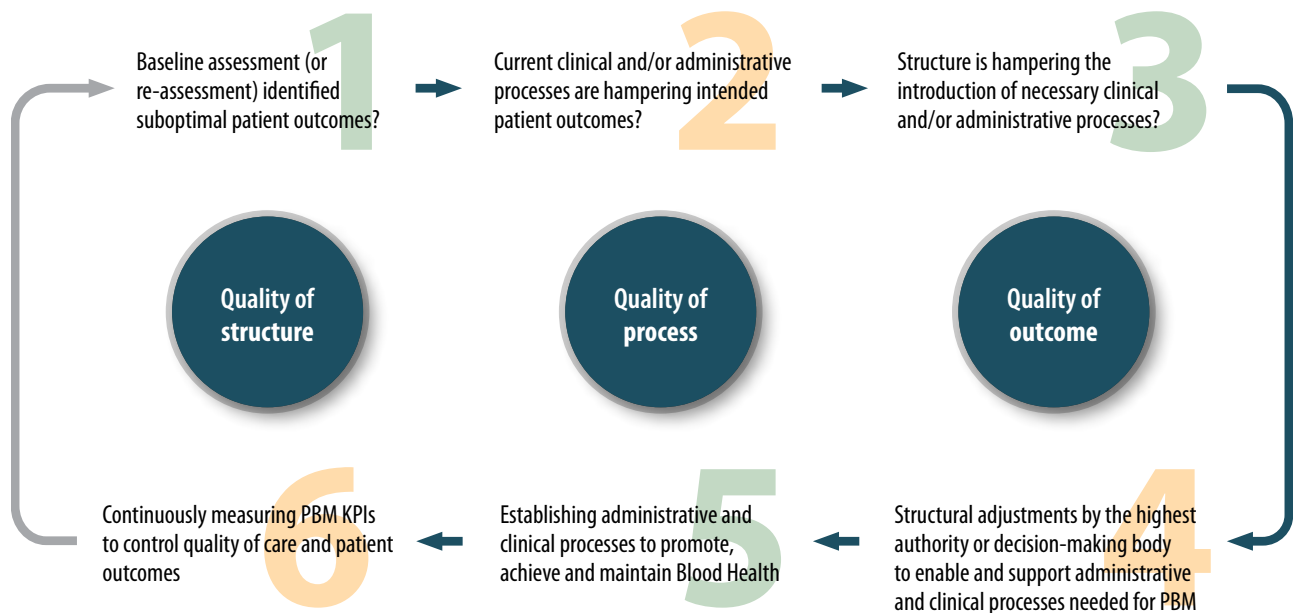 1
Baseline assessment (or
re-assessment) identified
suboptimal patient outcomes?
2
Current clinical and/or administrative
processes are hampering intended
patient outcomes?
3
Structure is hampering the
introduction of necessary clinical
and/or administrative processes?
Quality of
structure
Quality of
process
Quality of
outcome
6
Continuously measuring PBM KPIs
to control quality of care and patient
outcomes
5
Establishing administrative and
clinical processes to promote,
achieve and maintain Blood Health
4
Structural adjustments by the highest
authority or decision-making body
to enable and support administrative
and clinical processes needed for PBM